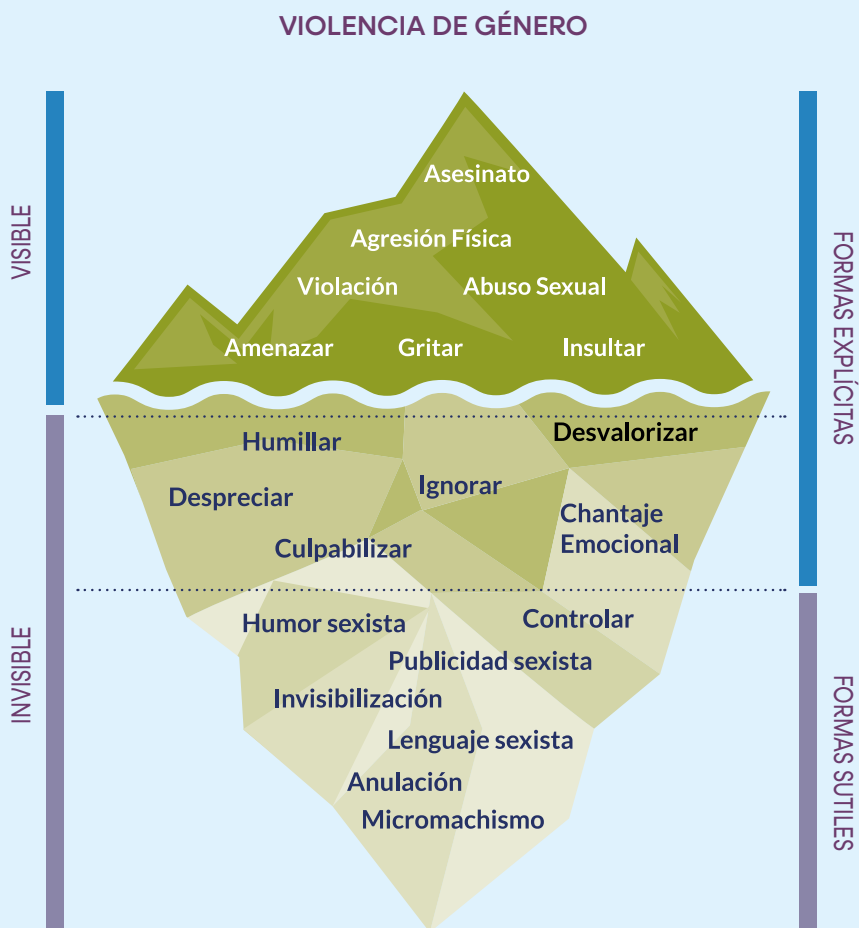 VIOLENCIA DE GÉNERO
VISIBLE
FORMAS EXPLÍCITAS
Asesinato
Agresión Física
Violación Abuso Sexual
Amenazar Gritar Insultar
Humillar Desvalorizar
Despreciar Ignorar
Chantaje
Emocional
Culpabilizar
INVISIBLE
FORMAS SUTILES
Humor sexista Controlar
Publicidad sexista
Invisibilización
Lenguaje sexista
Anulación
Micromachismo